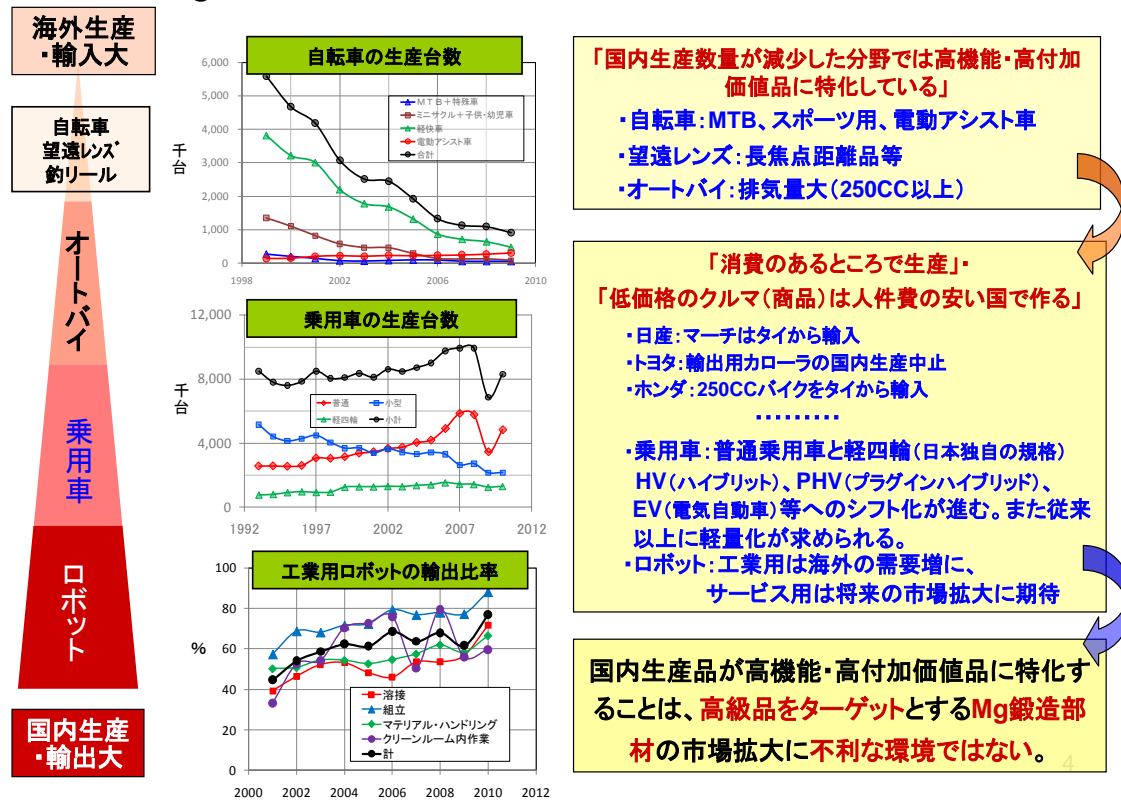 g
海外生産
・輸入大
自転車
望遠レンズ
釣リール
オートバイ
乗用車
ロボット
国内生産
・輸出大
自転車の生産台数
6,000
5,000
4,000
3,000
2,000
1,000
0
千台
1998
2002
2006
2010
MTB+特殊車
ミニサクル+子供・幼児車
軽快車
電動アシスト車
合計
乗用車の生産台数
12,000
8,000
4,000
0
千台
1992
1997
2002
2007
2012
普通
小型
軽四輪
小計
工業用ロボットの輸出比率
100
80
60
40
20
0
%
2000
2002
2004
2006
2008
2010
2012
溶接
組立
マテリアル・ハンドリング
クリーンルーム内作業
計
「国内生産数量が減少した分野では高機能・高付加
価値品に特化している」
・自転車:MTB、スポーツ用、電動アシスト車
・望遠レンズ:長焦点距離品等
・オートバイ:排気量大(250CC以上)
「消費のあるところで生産」・
「低価格のクルマ(商品)は人件費の安い国で作る」
・日産:マーチはタイから輸入
・トヨタ:輸出用カローラの国内生産中止
・ホンダ:250CCバイクをタイから輸入
・・・・・・・・・
・乗用車:普通乗用車と軽四輪(日本独自の規格)
HV(ハイブリット)、PHV(プラグインハイブリッド)、
EV(電気自動車)等へのシフト化が進む。また従来
以上に軽量化が求められる。
・ロボット:工業用は海外の需要増に、
サービス用は将来の市場拡大に期待
国内生産品が高機能・高付加価値品に特化す
ることは、高級品をターゲットとするMg鍛造部
材の市場拡大に不利な環境ではない。
4